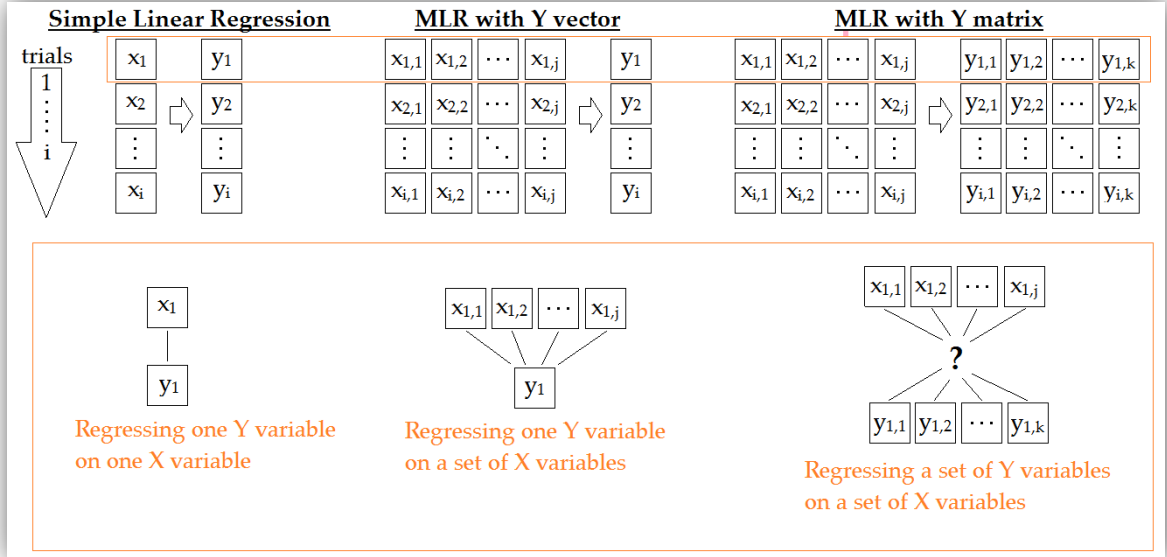 Simple Linear Regression MLR with Y vector MLR with Y matrix
trials
x1 y1 x1,1 x1,2 ⋯ x1,j y1 x1,1 x1,2 ⋯ x1,j y1,1 y1,2 ⋯ y1,k
1
x2 y2 x2,1 x2,2 ⋯ x2,j y2 x2,1 x2,2 ⋯ x2,j y2,1 y2,2 ⋯ y2,k
⋮ ⋮ ⋮ ⋮ ⋮ ⋱ ⋮ ⋮ ⋮ ⋮ ⋱ ⋮ ⋮ ⋮ ⋱ ⋮
i
xi yi xi,1 xi,2 ⋯ xi,j yi xi,1 xi,2 ⋯ xi,j yi,1 yi,2 ⋯ yi,k
x1
y1
Regressing one Y variable
on one X variable
x1,1 x1,2 ⋯ x1,j
y1
Regressing one Y variable
on a set of X variables
x1,1 x1,2 ⋯ x1,j
?
y1,1 y1,2 ⋯ y1,k
Regressing a set of Y variables
on a set of X variables